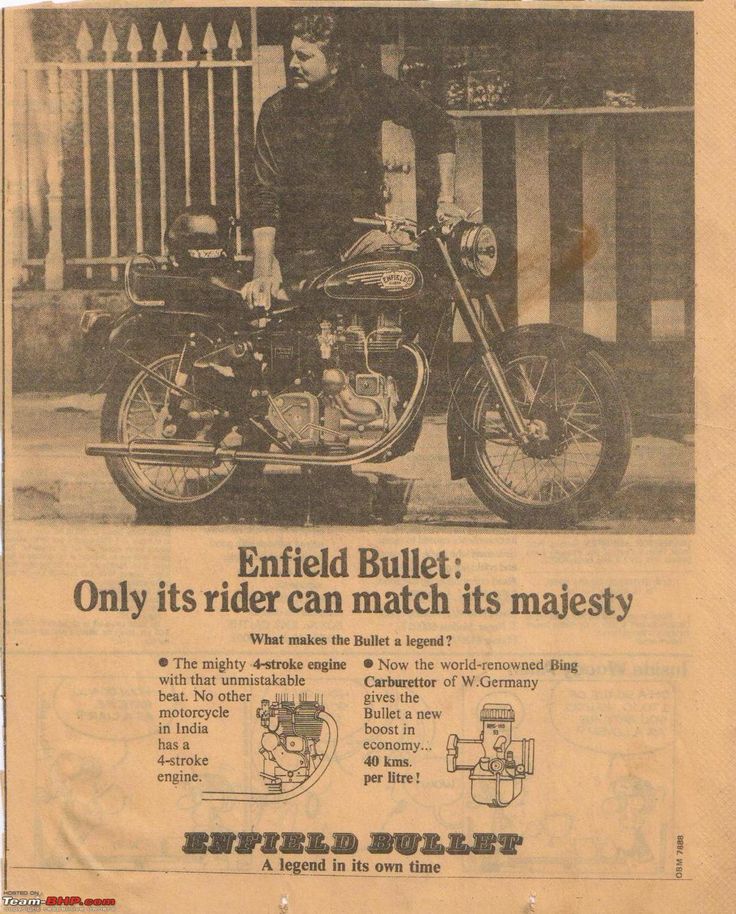 ENFIELD
Enfield Bullet:
Only its rider can match its majesty
What makes the Bullet a legend?
● The mighty 4-stroke engine
with that unmistakable
beat. No other
motorcycle
in India
has a
4-stroke
engine.
● Now the world-renowned Bing
Carburettor of W.Germany
gives the
Bullet a new
boost in
economy...
40 kms.
per litre!
ENFIELD BULLET
A legend in its own time
OBM 7888
HOSTED ON
Team-BHP.com